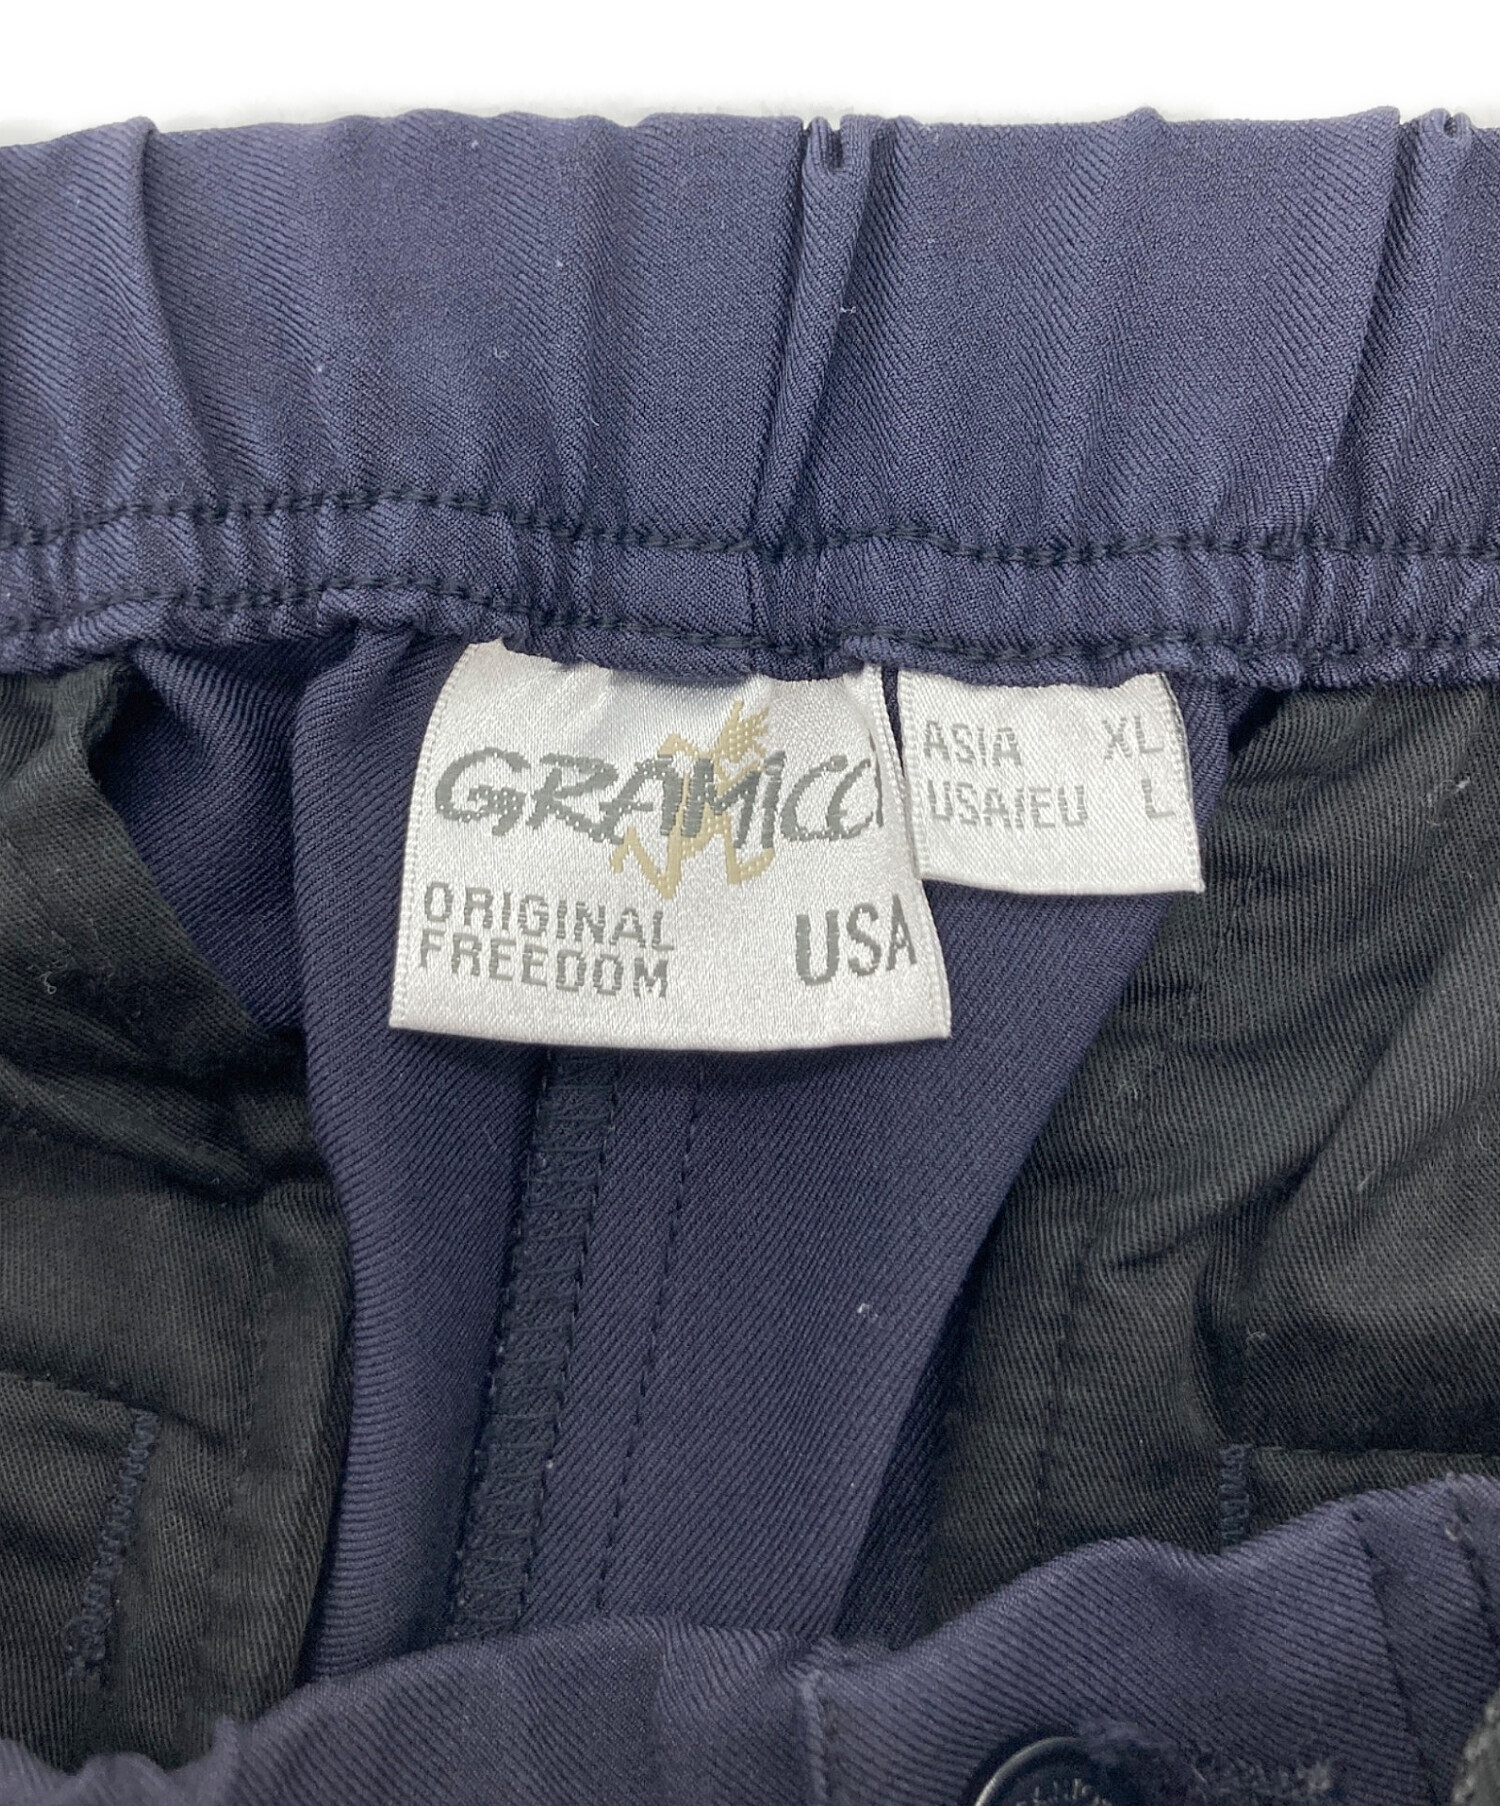 GRAMICCI
ORIGINAL
FREEDOM
USA
ASIA XL
USA/EU L